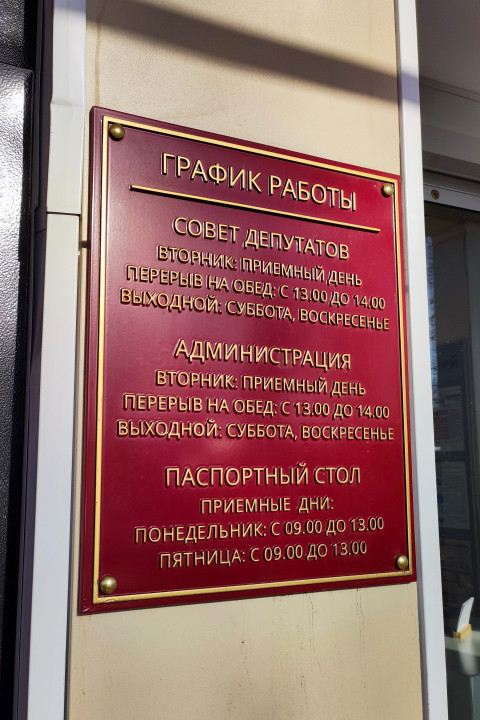 ГРАФИК РАБОТЫ
СОВЕТ ДЕПУТАТОВ
ВТОРНИК: ПРИЕМНЫЙ ДЕНЬ
ПЕРЕРЫВ НА ОБЕД: С 13.00 ДО 14.00
ВЫХОДНОЙ: СУББОТА, ВОСКРЕСЕНЬЕ
АДМИНИСТРАЦИЯ
ВТОРНИК: ПРИЕМНЫЙ ДЕНЬ
ПЕРЕРЫВ НА ОБЕД: С 13.00 ДО 14.00
ВЫХОДНОЙ: СУББОТА, ВОСКРЕСЕНЬЕ
ПАСПОРТНЫЙ СТОЛ
ПРИЕМНЫЕ ДНИ:
ПОНЕДЕЛЬНИК: С 09.00 ДО 13.00
ПЯТНИЦА: С 09.00 ДО 13.00